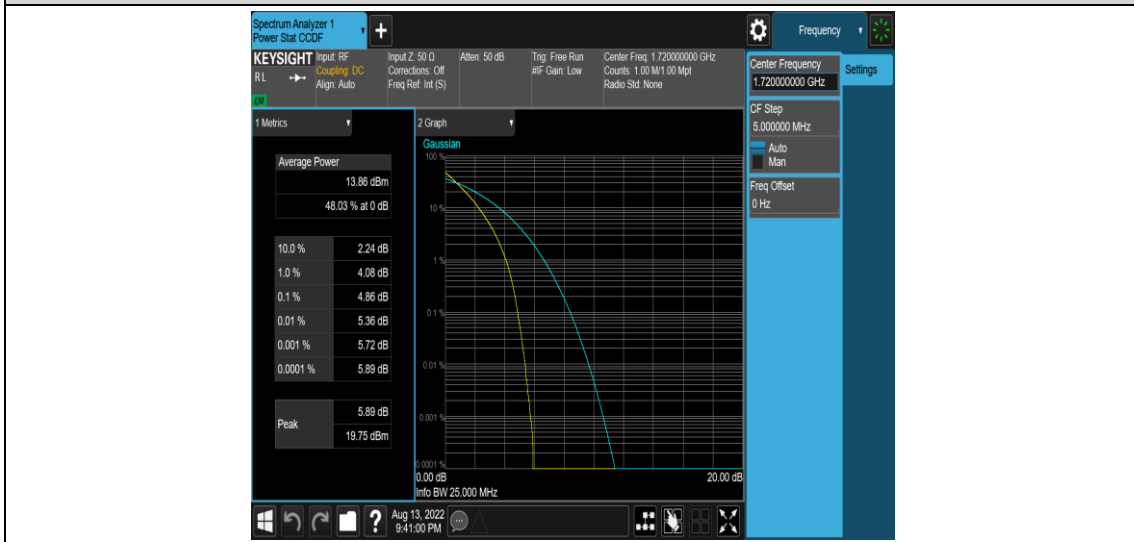 Spectrum Analyzer 1
Power Stat CCDF
Frequency
KEYSIGHT
RL
LXI
Input: RF
Coupling: DC
Align: Auto
Input Z: 50 Ω
Corrections: Off
Freq Ref: Int (S)
Atten: 50 dB
Trig: Free Run
#IF Gain: Low
Center Freq: 1.720000000 GHz
Counts: 1.00 M/1.00 Mpt
Radio Std: None
Center Frequency
1.720000000 GHz
Settings
CF Step
5.000000 MHz
Auto
Man
Freq Offset
0 Hz
1 Metrics
Average Power
13.86 dBm
48.03 % at 0 dB
10.0 % 2.24 dB
1.0 % 4.08 dB
0.1 % 4.86 dB
0.01 % 5.36 dB
0.001 % 5.72 dB
0.0001 % 5.89 dB
Peak
5.89 dB
19.75 dBm
2 Graph
Gaussian
100 %
10 %
1 %
0.1 %
0.01 %
0.001 %
0.0001 %
0.00 dB 20.00 dB
Info BW 25.000 MHz
?
Aug 13, 2022
9:41:00 PM